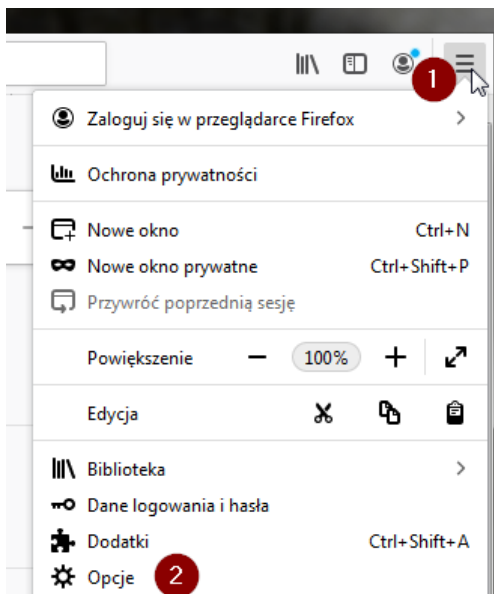 1
Zaloguj się w przeglądarce Firefox
Ochrona prywatności
Nowe okno Ctrl+N
Nowe okno prywatne Ctrl+Shift+P
Przywróć poprzednią sesję
Powiększenie 100%
Edycja
Biblioteka
Dane logowania i hasła
Dodatki Ctrl+Shift+A
Opcje 2